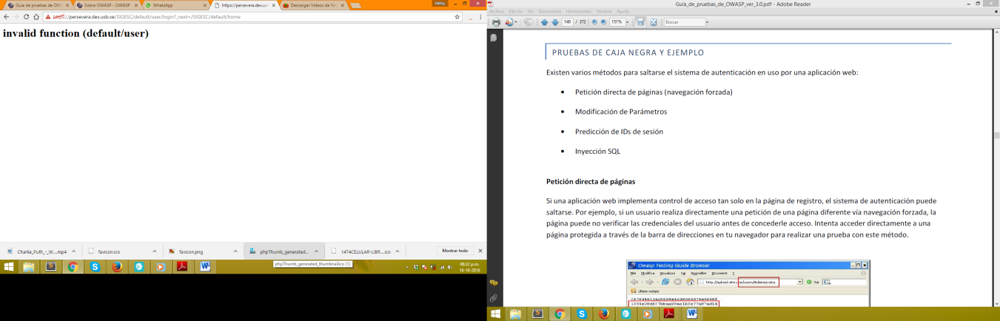 Guía de pruebas de OW
Sobre OWASP - OWASP
WhatsApp
https://persevera.dex.usb
Descargar Videos de You
Hetsy
https://persevera.dex.usb.ve/SIGESC/default/user/login?_next=/SIGESC/default/home
invalid function (default/user)
Charlie_Puth_-_W....mp4
favicon.ico
favicon.png
phpThumb_generated...
1474CELULAR-LIBR....ico
Mostrar todo
phpThumb_generated_thumbnailico (1)
08:32 p.m.
16-10-2016
Guía_de_pruebas_de_OWASP_ver_3.0.pdf - Adobe Reader
Archivo Edición Ver Documento Herramientas Ventana Ayuda
140 / 372 151% Buscar
PRUEBAS DE CAJA NEGRA Y EJEMPLO
Existen varios métodos para saltarse el sistema de autenticación en uso por una aplicación web:
• Petición directa de páginas (navegación forzada)
• Modificación de Parámetros
• Predicción de IDs de sesión
• Inyección SQL
Petición directa de páginas
Si una aplicación web implementa control de acceso tan solo en la página de registro, el sistema de autenticación puede
saltarse. Por ejemplo, si un usuario realiza directamente una petición de una página diferente vía navegación forzada, la
página puede no verificar las credenciales del usuario antes de concederle acceso. Intenta acceder directamente a una
página protegida a través de la barra de direcciones en tu navegador para realizar una prueba con este método.
Owasp Testing Guide Browser
Ultime notizie